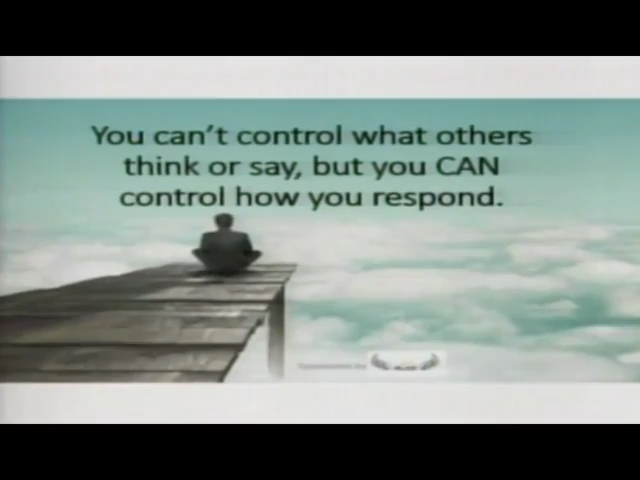 You can't control what others
think or say, but you CAN
control how you respond.